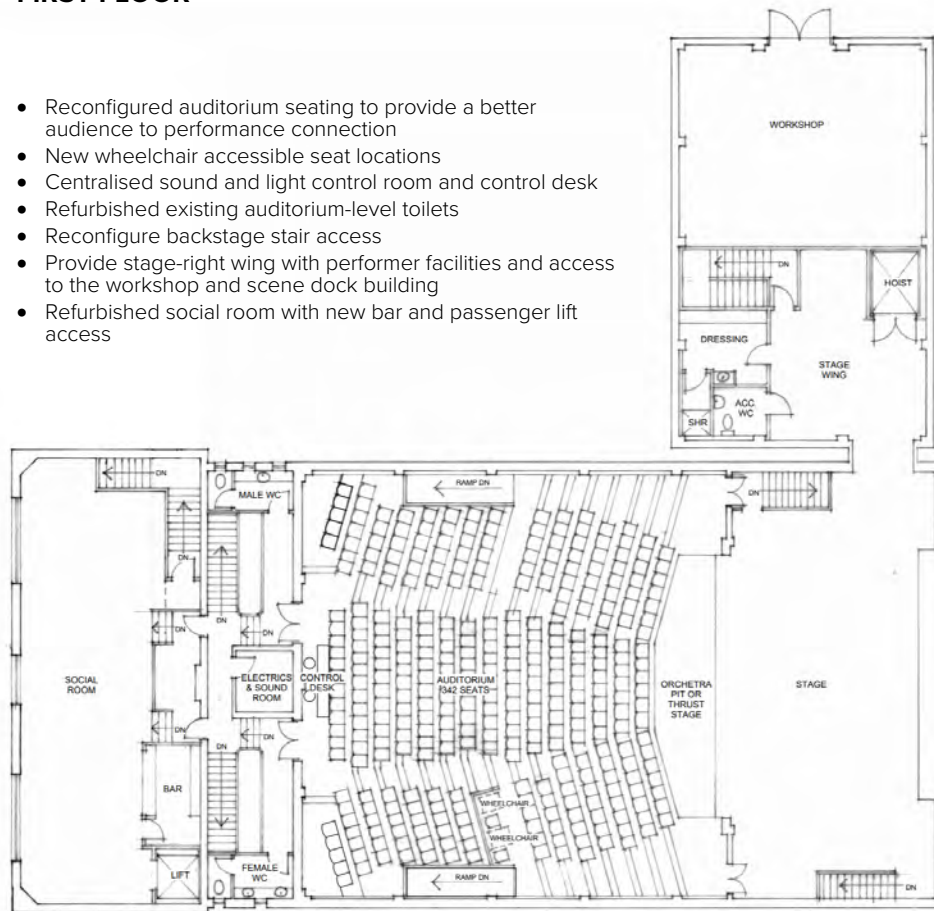 FIRST FLOOR
• Reconfigured auditorium seating to provide a better
audience to performance connection
• New wheelchair accessible seat locations
• Centralised sound and light control room and control desk
• Refurbished existing auditorium-level toilets
• Reconfigure backstage stair access
• Provide stage-right wing with performer facilities and access
to the workshop and scene dock building
• Refurbished social room with new bar and passenger lift
access
WORKSHOP
DN
HOIST
DRESSING
STAGE
WING
ACC.
WC
SHR
DN
MALE WC
RAMP DN
DN
DN
DN
DN
DN
SOCIAL
ROOM
ELECTRICS
& SOUND
ROOM
CONTROL
DESK
AUDITORIUM
342 SEATS
ORCHETRA
PIT OR
THRUST
STAGE
STAGE
DN
DN
DN
BAR
WHEELCHAIR
WHEELCHAIR
LIFT
FEMALE
WC
RAMP DN
DN